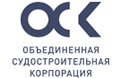 ОСК
ОБЪЕДИНЕННАЯ
СУДОСТРОИТЕЛЬНАЯ
КОРПОРАЦИЯ